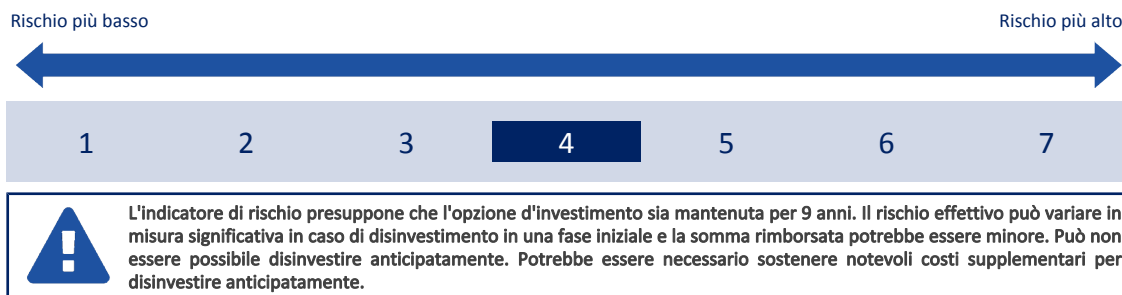 Rischio più basso Rischio più alto
1 2 3 4 5 6 7
L'indicatore di rischio presuppone che l'opzione d'investimento sia mantenuta per 9 anni. Il rischio effettivo può variare in
misura significativa in caso di disinvestimento in una fase iniziale e la somma rimborsata potrebbe essere minore. Può non
essere possibile disinvestire anticipatamente. Potrebbe essere necessario sostenere notevoli costi supplementari per
disinvestire anticipatamente.